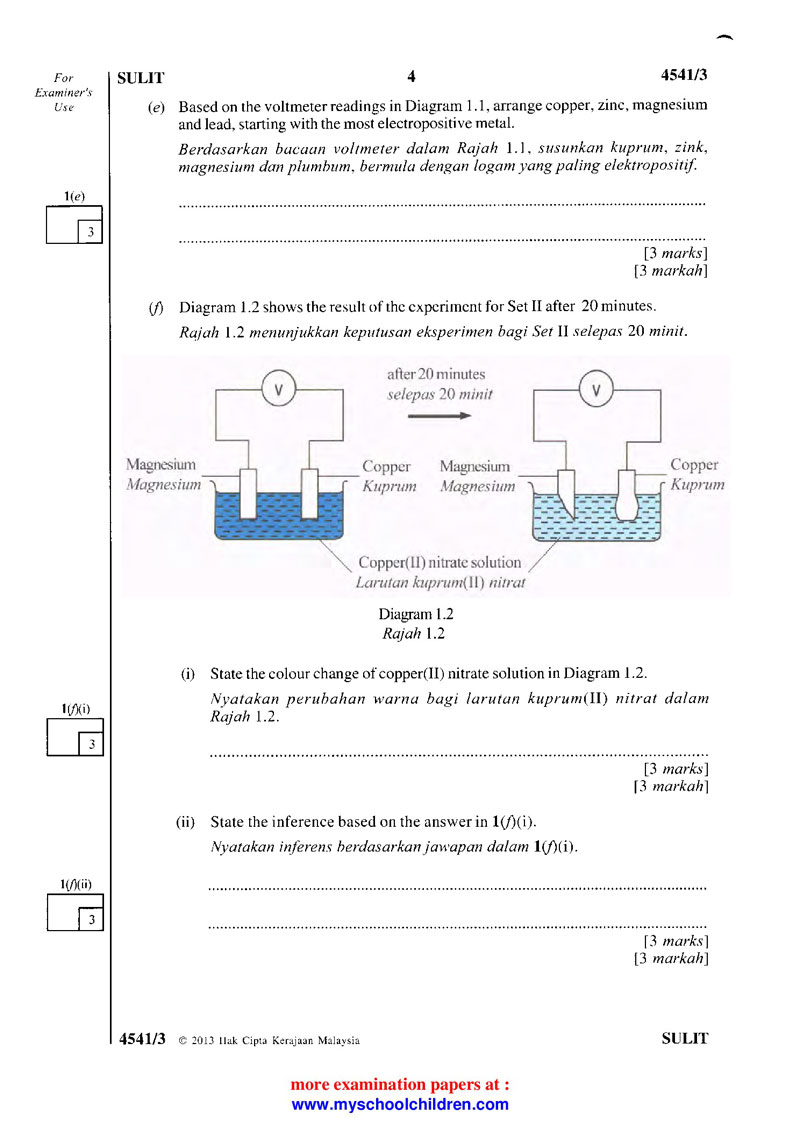 For
Examiner's
Use
SULIT 4 4541/3
(e) Based on the voltmeter readings in Diagram 1.1, arrange copper, zinc, magnesium
and lead, starting with the most electropositive metal.
Berdasarkan bacaan voltmeter dalam Rajah 1.1, susunkan kuprum, zink,
magnesium dan plumbum, bermula dengan logam yang paling elektropositif.
1(e)
3
[3 marks]
[3 markah]
(f) Diagram 1.2 shows the result of the experiment for Set II after 20 minutes.
Rajah 1.2 menunjukkan keputusan eksperimen bagi Set II selepas 20 minit.
after 20 minutes
selepas 20 minit
V
V
Magnesium
Magnesium
Copper
Kuprum
Magnesium
Magnesium
Copper
Kuprum
Copper(II) nitrate solution
Larutan kuprum(II) nitrat
Diagram 1.2
Rajah 1.2
(i) State the colour change of copper(II) nitrate solution in Diagram 1.2.
Nyatakan perubahan warna bagi larutan kuprum(II) nitrat dalam
Rajah 1.2.
1(f)(i)
3
[3 marks]
[3 markah]
(ii) State the inference based on the answer in 1(f)(i).
Nyatakan inferens berdasarkan jawapan dalam 1(f)(i).
1(f)(ii)
3
[3 marks]
[3 markah]
4541/3 © 2013 Hak Cipta Kerajaan Malaysia SULIT
more examination papers at :
www.myschoolchildren.com